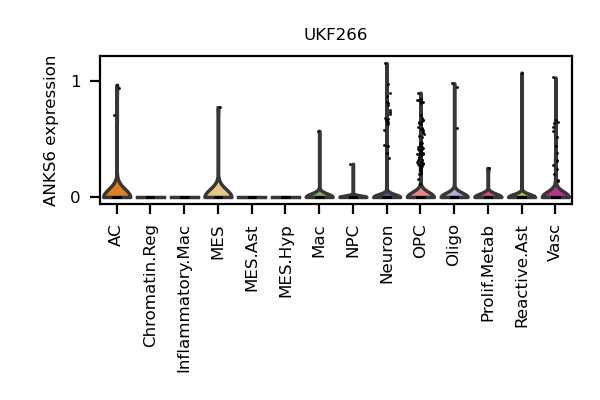 UKF266
ANKS6 expression
1
0
AC
Chromatin.Reg
Inflammatory.Mac
MES
MES.Ast
MES.Hyp
Mac
NPC
Neuron
OPC
Oligo
Prolif.Metab
Reactive.Ast
Vasc